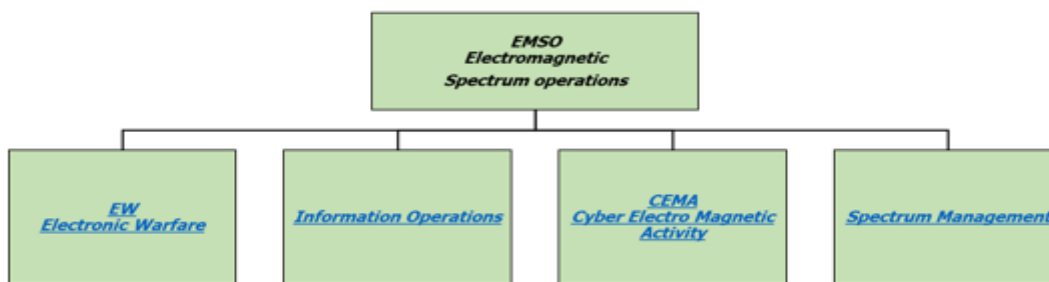 EMSO
Electromagnetic
Spectrum operations
EW
Electronic Warfare
Information Operations
CEMA
Cyber Electro Magnetic
Activity
Spectrum Management